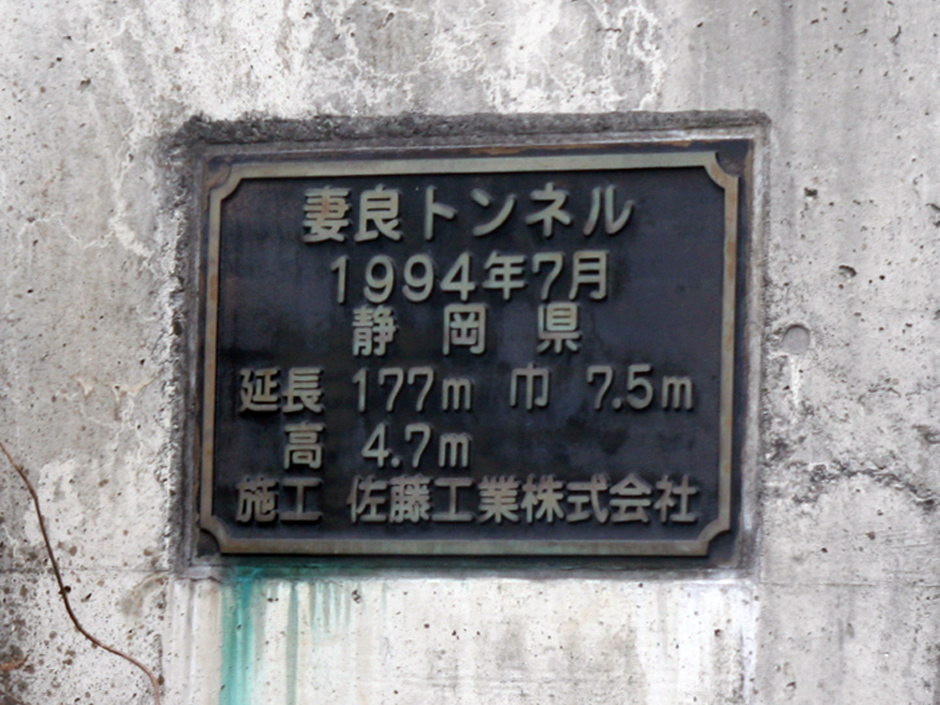 妻良トンネル
1994年7月
静岡県
延長 177m 巾 7.5m
高 4.7m
施工 佐藤工業株式会社